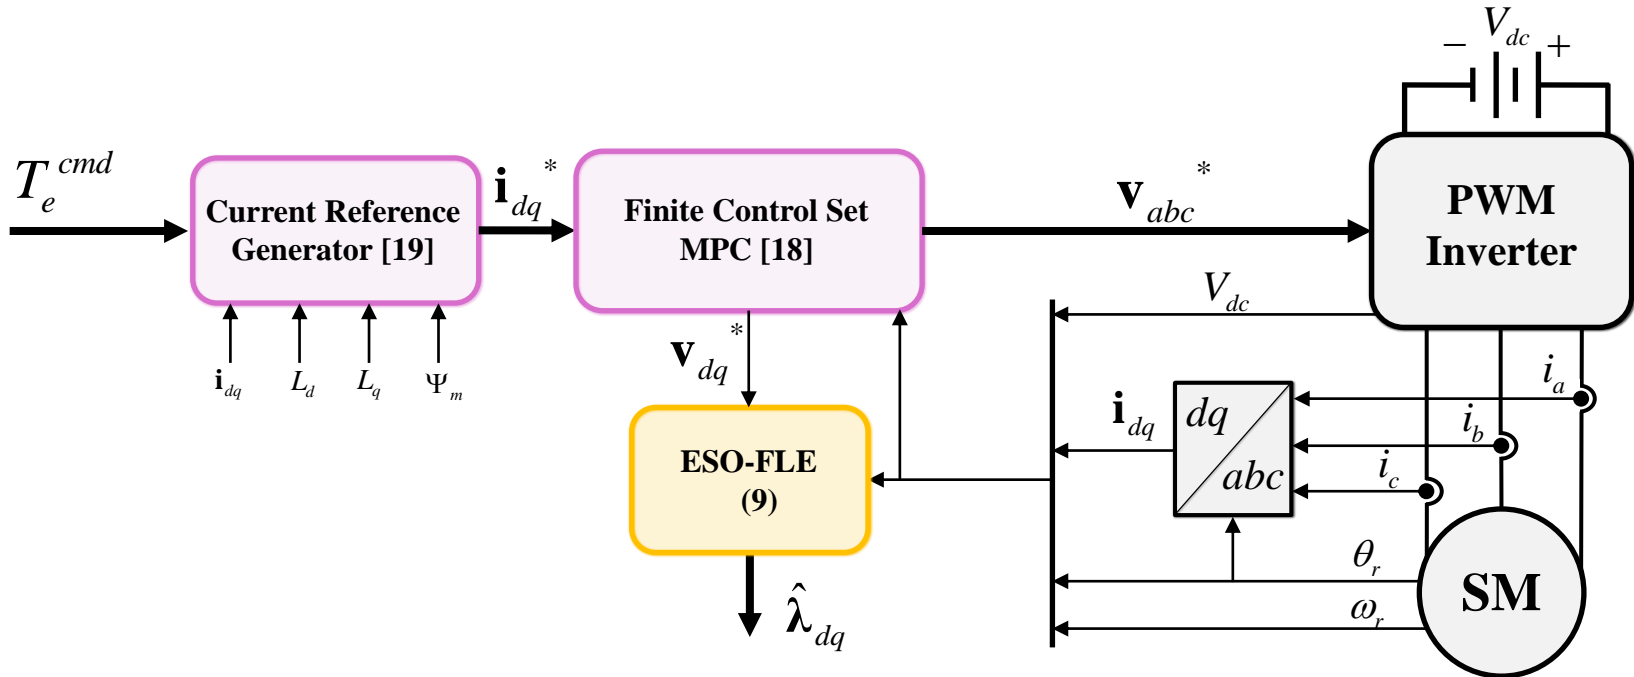 − V_dc +
T_e^cmd
i_dq^*
Current Reference
Generator [19]
Finite Control Set
MPC [18]
v_abc^*
PWM
Inverter
i_dq
L_d
L_q
Ψ_m
v_dq^*
V_dc
ESO-FLE
(9)
i_dq
dq
abc
i_a
i_b
i_c
θ_r
ω_r
SM
λ̂_dq